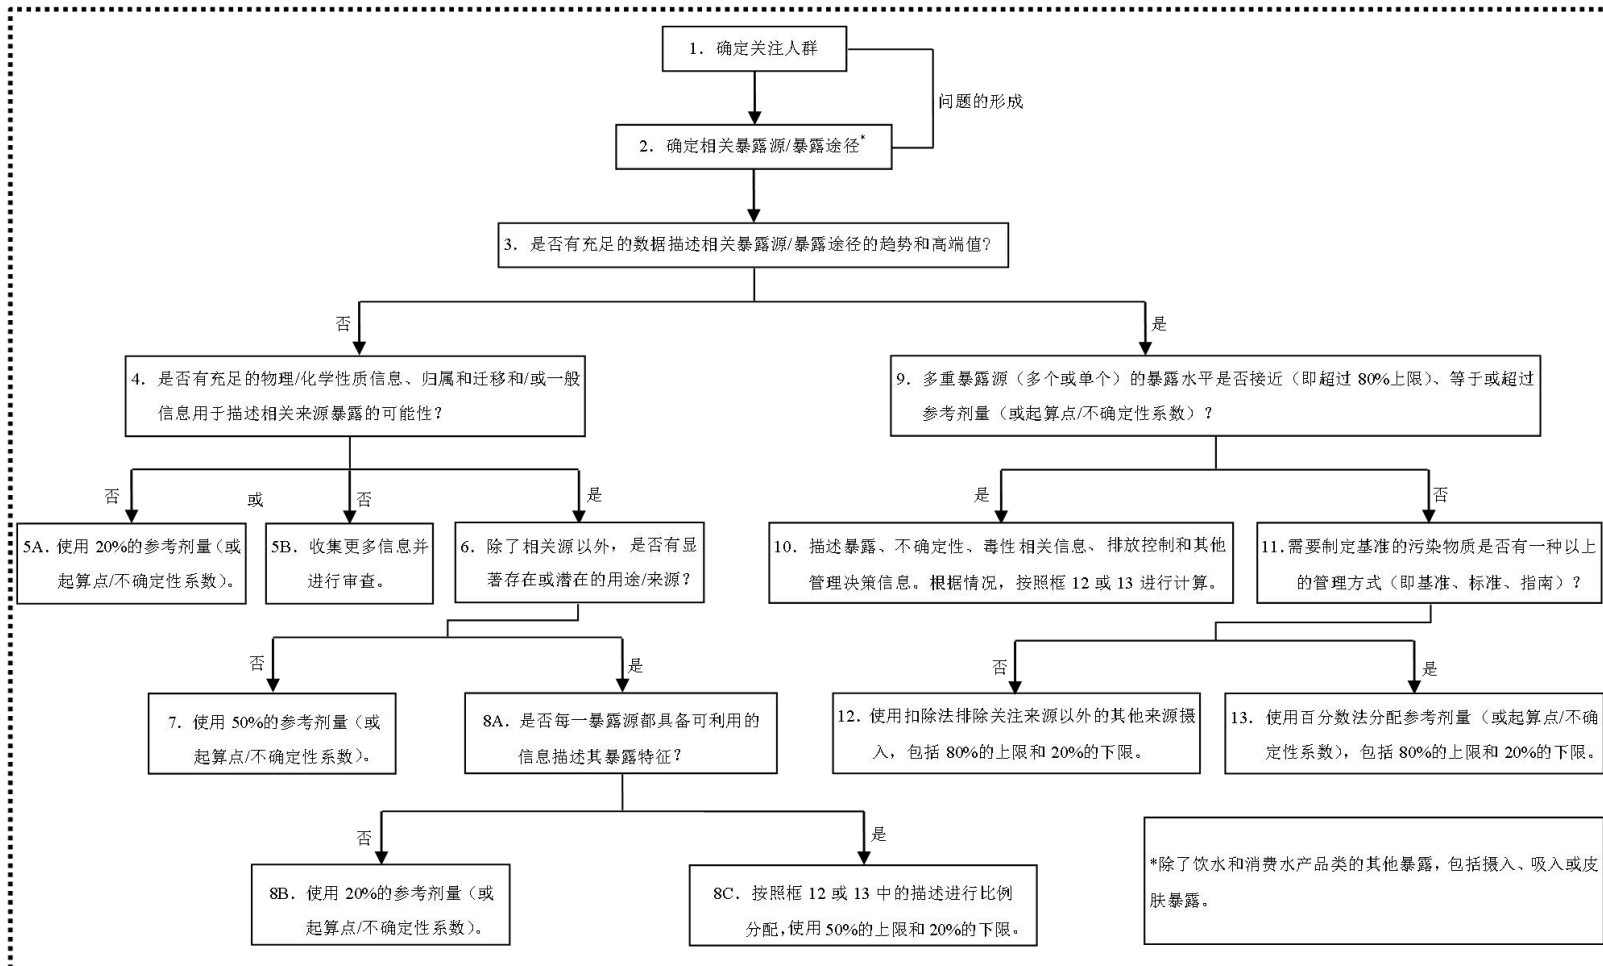 1. 确定关注人群
问题的形成
2. 确定相关暴露源/暴露途径*
3. 是否有充足的数据描述相关暴露源/暴露途径的趋势和高端值?
否
是
4. 是否有充足的物理/化学性质信息、归属和迁移和/或一般
信息用于描述相关来源暴露的可能性?
9. 多重暴露源（多个或单个）的暴露水平是否接近（即超过 80%上限）、等于或超过
参考剂量（或起算点/不确定性系数）?
否
或
否
是
是
否
5A. 使用 20%的参考剂量（或
起算点/不确定性系数）。
5B. 收集更多信息并
进行审查。
6. 除了相关源以外，是否有显
著存在或潜在的用途/来源?
10. 描述暴露、不确定性、毒性相关信息、排放控制和其他
管理决策信息。根据情况，按照框 12 或 13 进行计算。
11. 需要制定基准的污染物质是否有一种以上
的管理方式（即基准、标准、指南）?
否
是
否
是
7. 使用 50%的参考剂量（或
起算点/不确定性系数）。
8A. 是否每一暴露源都具备可利用的
信息描述其暴露特征?
12. 使用扣除法排除关注来源以外的其他来源摄
入，包括 80%的上限和 20%的下限。
13. 使用百分数法分配参考剂量（或起算点/不确
定性系数），包括 80%的上限和 20%的下限。
否
是
8B. 使用 20%的参考剂量（或
起算点/不确定性系数）。
8C. 按照框 12 或 13 中的描述进行比例
分配，使用 50%的上限和 20%的下限。
*除了饮水和消费水产品类的其他暴露，包括摄入、吸入或皮
肤暴露。